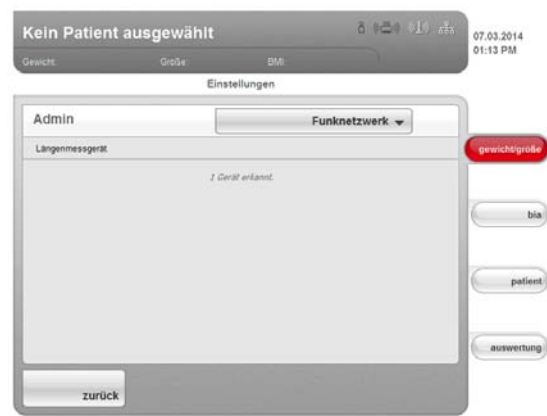 Kein Patient ausgewählt
07.03.2014
01:13 PM
Gewicht: Größe: BMI:
Einstellungen
Admin
Funknetzwerk
Längenmessgerät
1 Gerät erkannt.
gewicht/größe
bia
patient
auswertung
zurück